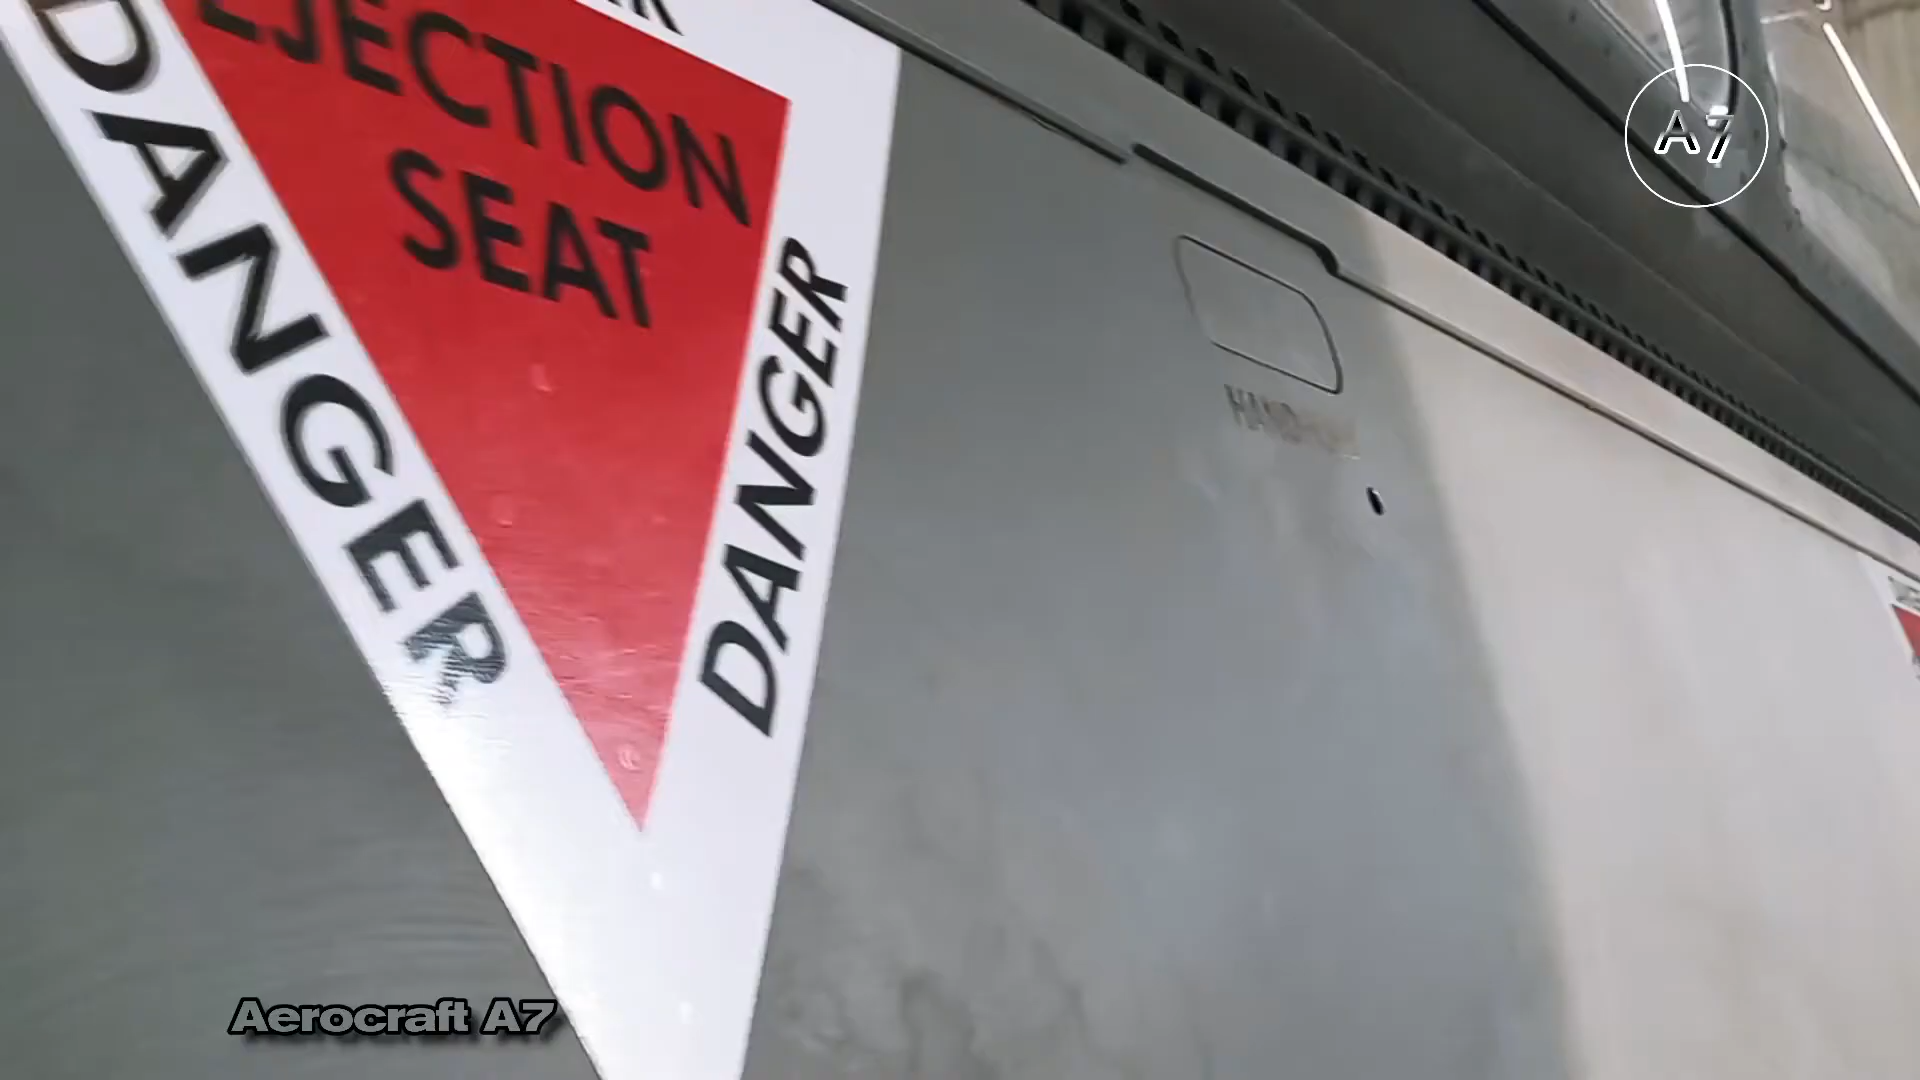 EJECTION
SEAT
DANGER
DANGER
A7
Aerocraft A7